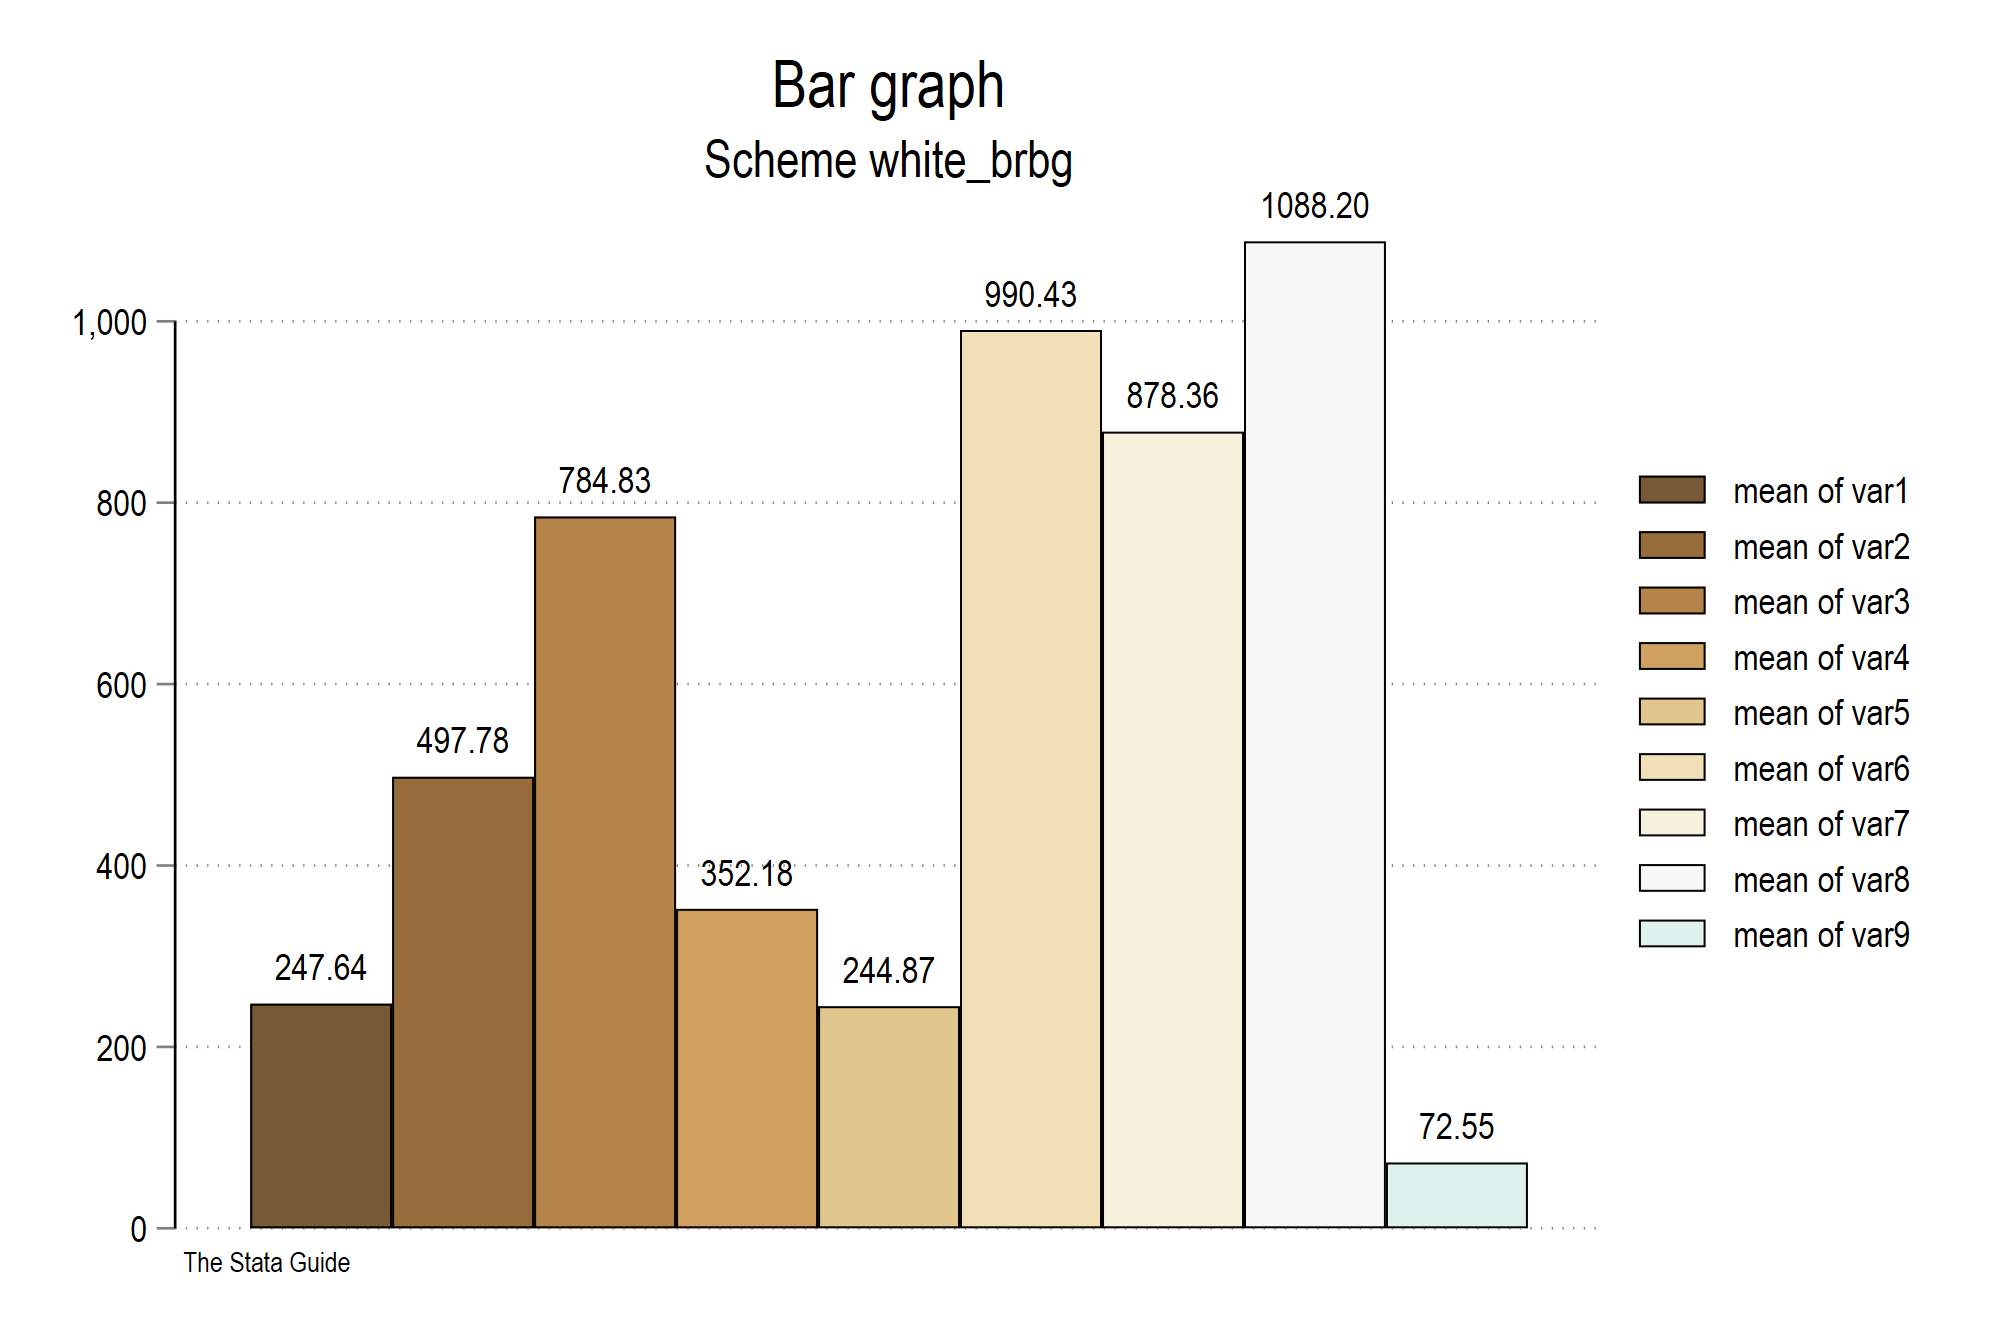 Bar graph
Scheme white_brbg
1,000
800
600
400
200
0
247.64
497.78
784.83
352.18
244.87
990.43
878.36
1088.20
72.55
mean of var1
mean of var2
mean of var3
mean of var4
mean of var5
mean of var6
mean of var7
mean of var8
mean of var9
The Stata Guide